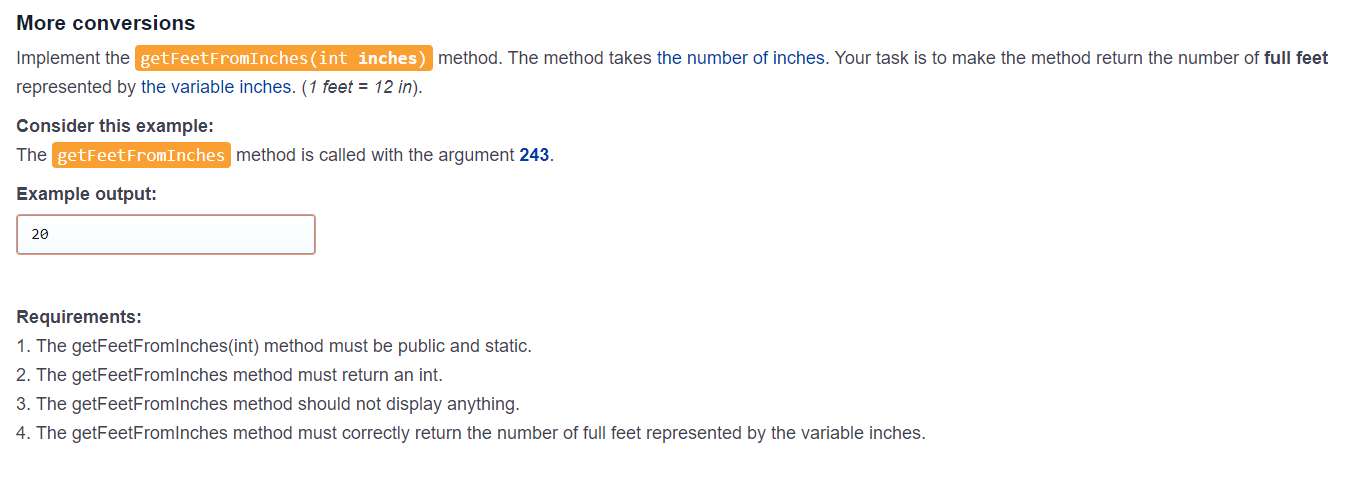 More conversions
Implement the getFeetFromInches(int inches) method. The method takes the number of inches. Your task is to make the method return the number of full feet
represented by the variable inches. (1 feet = 12 in).
Consider this example:
The getFeetFromInches method is called with the argument 243.
Example output:
20
Requirements:
1. The getFeetFromInches(int) method must be public and static.
2. The getFeetFromInches method must return an int.
3. The getFeetFromInches method should not display anything.
4. The getFeetFromInches method must correctly return the number of full feet represented by the variable inches.